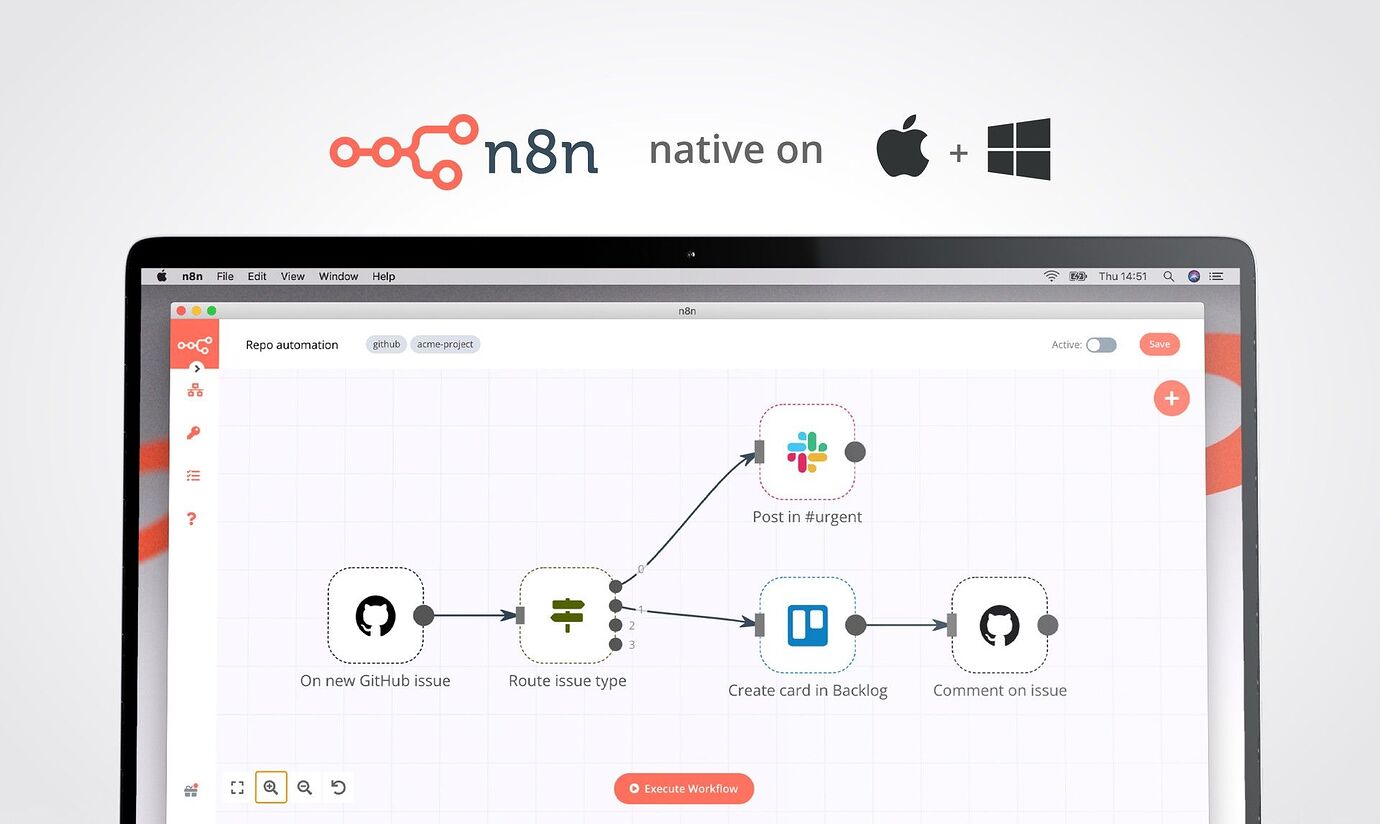 n8n native on +
n8n File Edit View Window Help Thu 14:51
n8n
Repo automation github acme-project Active: Save
Post in #urgent
0
1
2
3
On new GitHub issue Route issue type Create card in Backlog Comment on issue
Execute Workflow